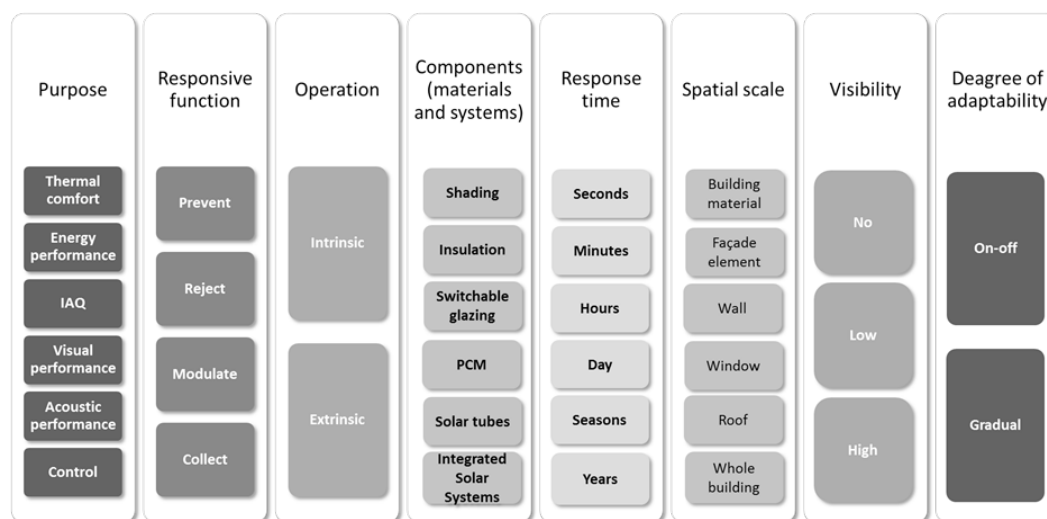 Purpose
Thermal
comfort
Energy
performance
IAQ
Visual
performance
Acoustic
performance
Control
Responsive
function
Prevent
Reject
Modulate
Collect
Operation
Intrinsic
Extrinsic
Components
(materials
and systems)
Shading
Insulation
Switchable
glazing
PCM
Solar tubes
Integrated
Solar
Systems
Response
time
Seconds
Minutes
Hours
Day
Seasons
Years
Spatial scale
Building
material
Façade
element
Wall
Window
Roof
Whole
building
Visibility
No
Low
High
Deagree of
adaptability
On-off
Gradual